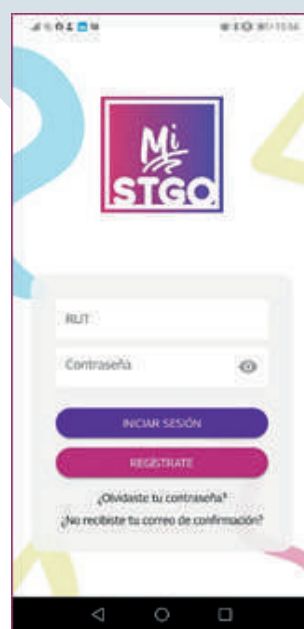 Mi
STGO
RUT
Contraseña
INICIAR SESIÓN
REGÍSTRATE
¿Olvidaste tu contraseña?
¿No recibiste tu correo de confirmación?